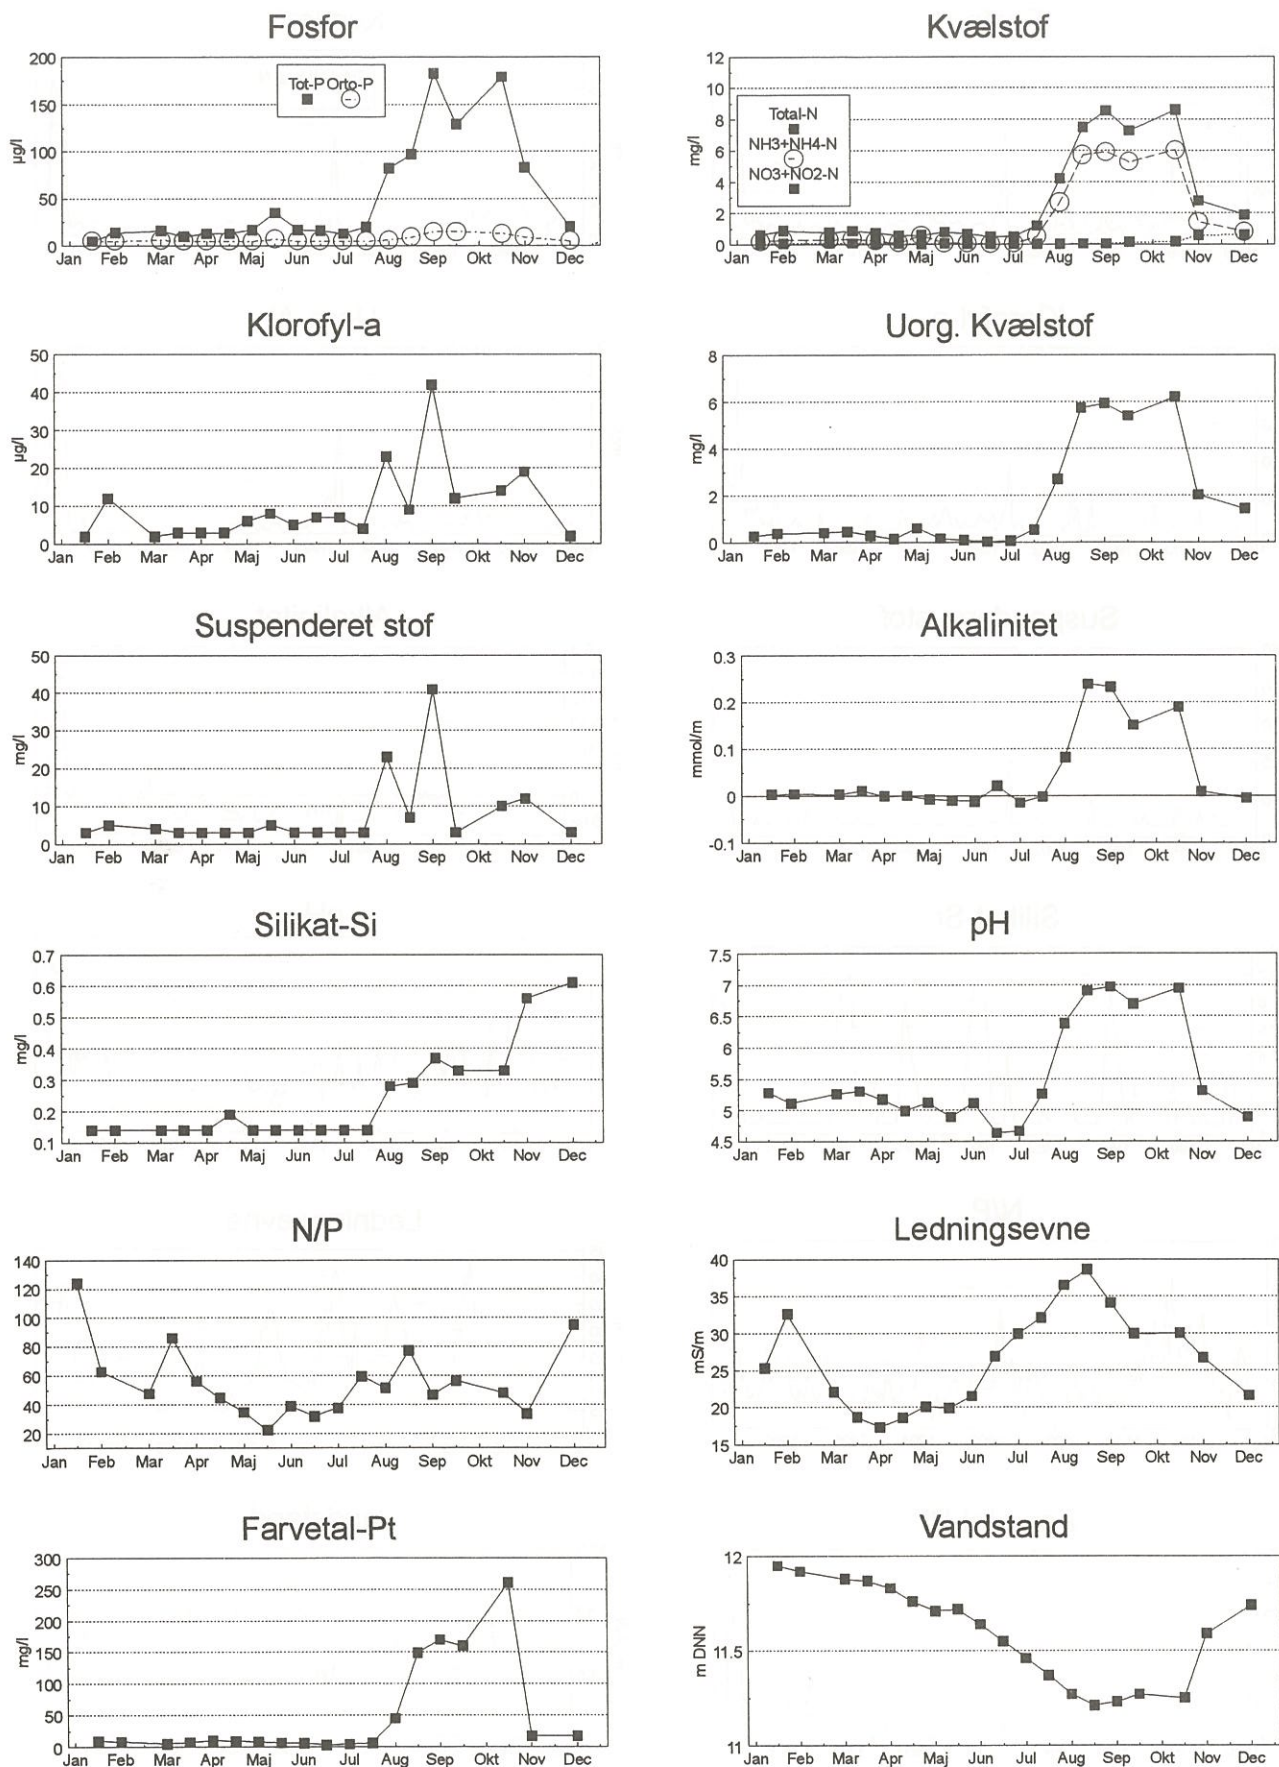 Fosfor
200
150
100
50
0
µg/l
Tot-P Orto-P
Jan Feb Mar Apr Maj Jun Jul Aug Sep Okt Nov Dec
Kvælstof
12
10
8
6
4
2
0
mg/l
Total-N
NH3+NH4-N
NO3+NO2-N
Jan Feb Mar Apr Maj Jun Jul Aug Sep Okt Nov Dec
Klorofyl-a
50
40
30
20
10
0
µg/l
Jan Feb Mar Apr Maj Jun Jul Aug Sep Okt Nov Dec
Uorg. Kvælstof
8
6
4
2
0
mg/l
Jan Feb Mar Apr Maj Jun Jul Aug Sep Okt Nov Dec
Suspenderet stof
50
40
30
20
10
0
mg/l
Jan Feb Mar Apr Maj Jun Jul Aug Sep Okt Nov Dec
Alkalinitet
0.3
0.2
0.1
0
-0.1
mmol/m
Jan Feb Mar Apr Maj Jun Jul Aug Sep Okt Nov Dec
Silikat-Si
0.7
0.6
0.5
0.4
0.3
0.2
0.1
mg/l
Jan Feb Mar Apr Maj Jun Jul Aug Sep Okt Nov Dec
pH
7.5
7
6.5
6
5.5
5
4.5
Jan Feb Mar Apr Maj Jun Jul Aug Sep Okt Nov Dec
N/P
140
120
100
80
60
40
20
Jan Feb Mar Apr Maj Jun Jul Aug Sep Okt Nov Dec
Ledningsevne
40
35
30
25
20
15
mS/m
Jan Feb Mar Apr Maj Jun Jul Aug Sep Okt Nov Dec
Farvetal-Pt
300
250
200
150
100
50
0
mg/l
Jan Feb Mar Apr Maj Jun Jul Aug Sep Okt Nov Dec
Vandstand
12
11.5
11
m DNN
Jan Feb Mar Apr Maj Jun Jul Aug Sep Okt Nov Dec